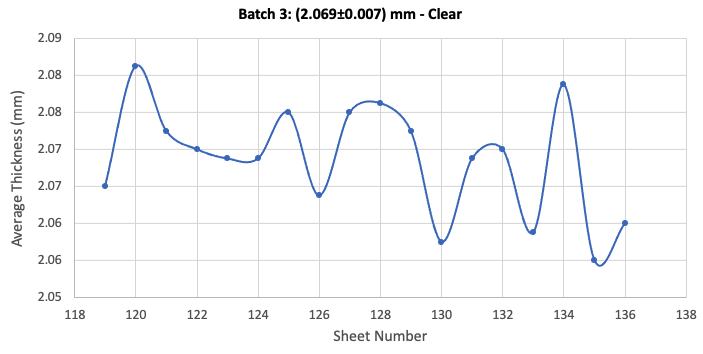 Batch 3: (2.069±0.007) mm - Clear
2.09
2.08
2.08
2.07
2.07
2.06
2.06
2.05
Average Thickness (mm)
118 120 122 124 126 128 130 132 134 136 138
Sheet Number